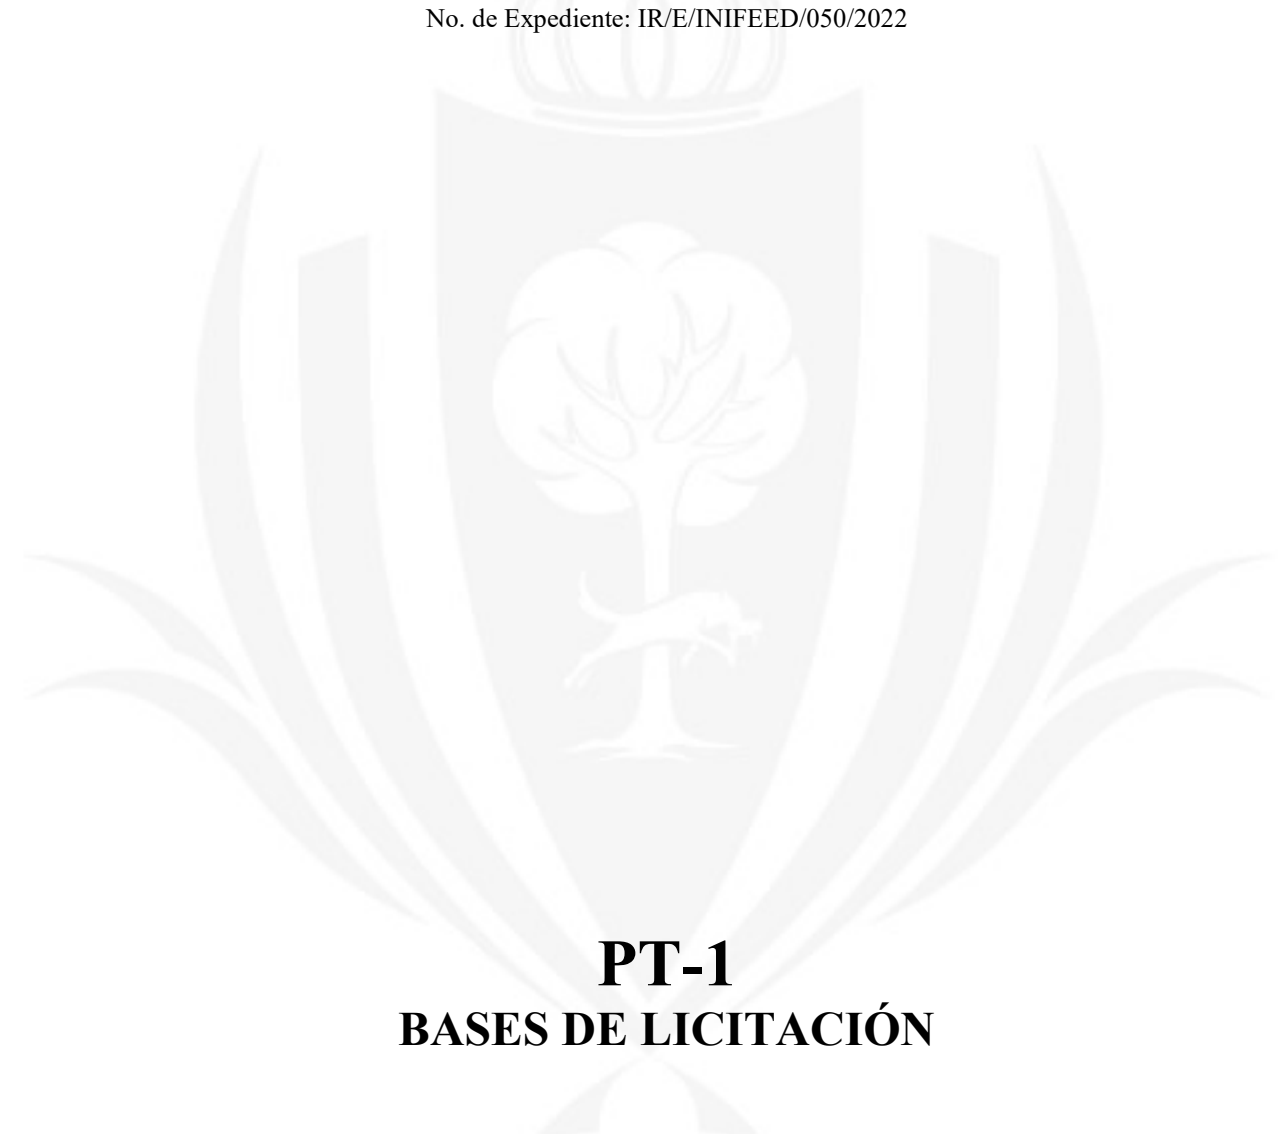 No. de Expediente: IR/E/INIFEED/050/2022
PT-1
BASES DE LICITACIÓN